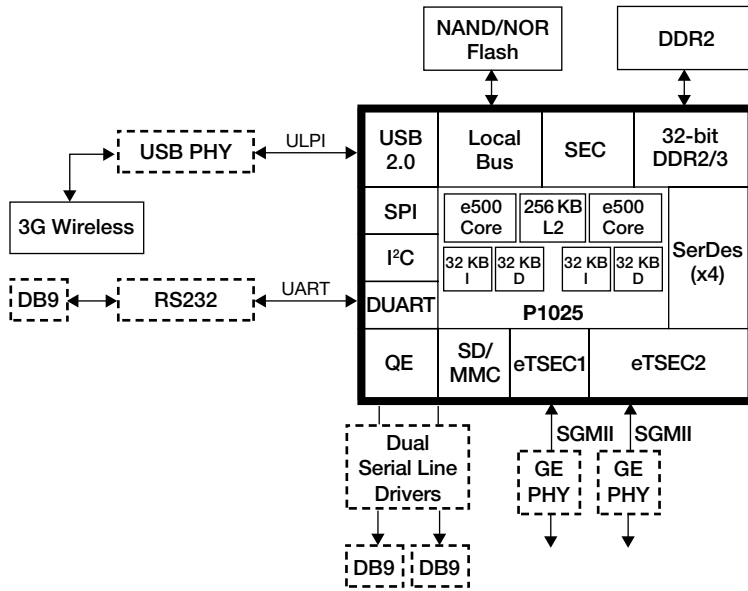 NAND/NOR
Flash
DDR2
USB PHY
ULPI
3G Wireless
DB9
RS232
UART
USB
2.0
Local
Bus
SEC
32-bit
DDR2/3
SPI
e500
Core
256 KB
L2
e500
Core
SerDes
(x4)
I²C
32 KB
I
32 KB
D
32 KB
I
32 KB
D
DUART
P1025
QE
SD/
MMC
eTSEC1
eTSEC2
Dual
Serial Line
Drivers
SGMII
SGMII
GE
PHY
GE
PHY
DB9
DB9